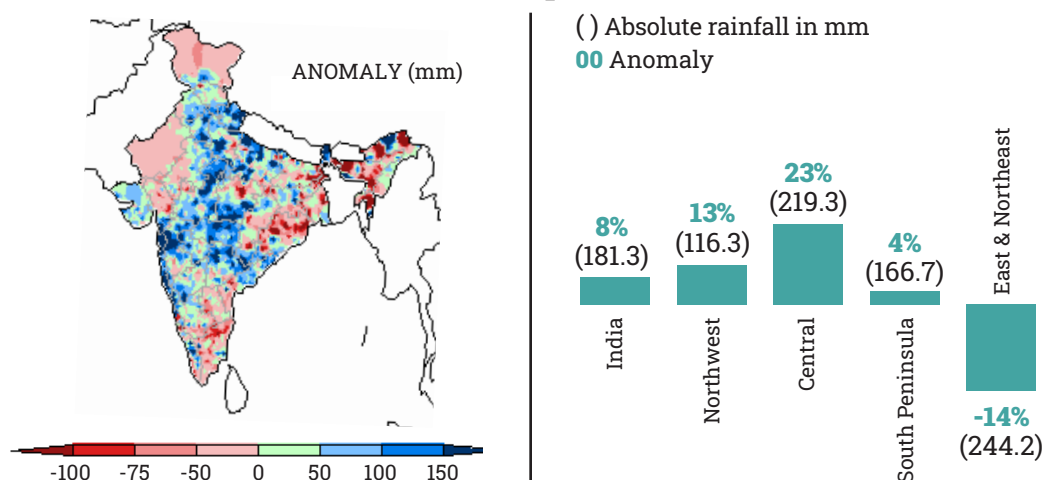 ANOMALY (mm)
-100 -75 -50 0 50 100 150
( ) Absolute rainfall in mm
00 Anomaly
8%
(181.3)
India
13%
(116.3)
Northwest
23%
(219.3)
Central
4%
(166.7)
South Peninsula
East & Northeast
-14%
(244.2)